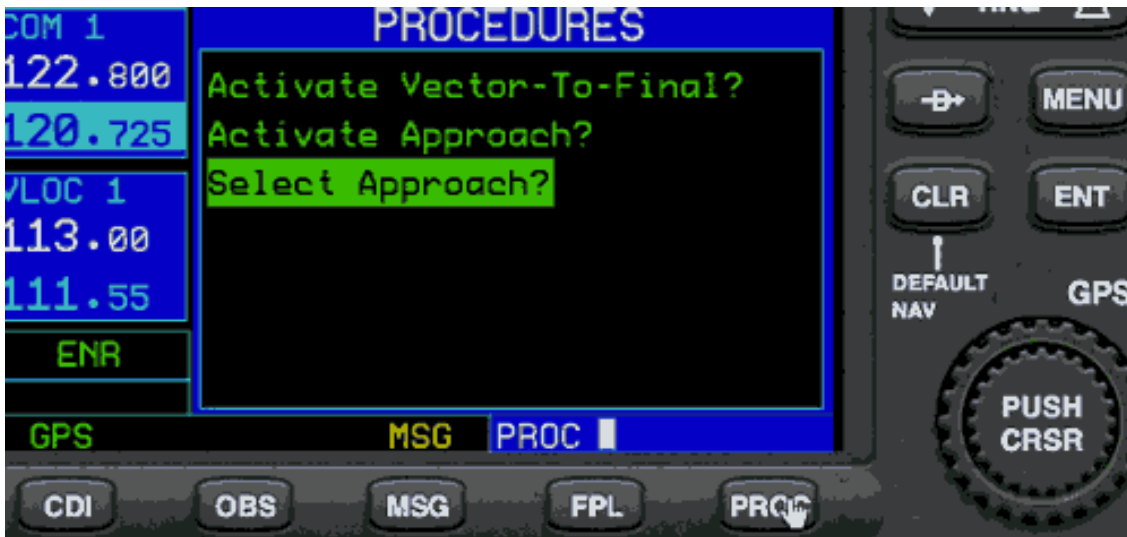 COM 1
122.800
120.725
VLOC 1
113.00
111.55
ENR
GPS
PROCEDURES
Activate Vector-To-Final?
Activate Approach?
Select Approach?
MSG
PROC
MENU
CLR
ENT
DEFAULT
NAV
GPS
PUSH
CRSR
CDI
OBS
MSG
FPL
PROC